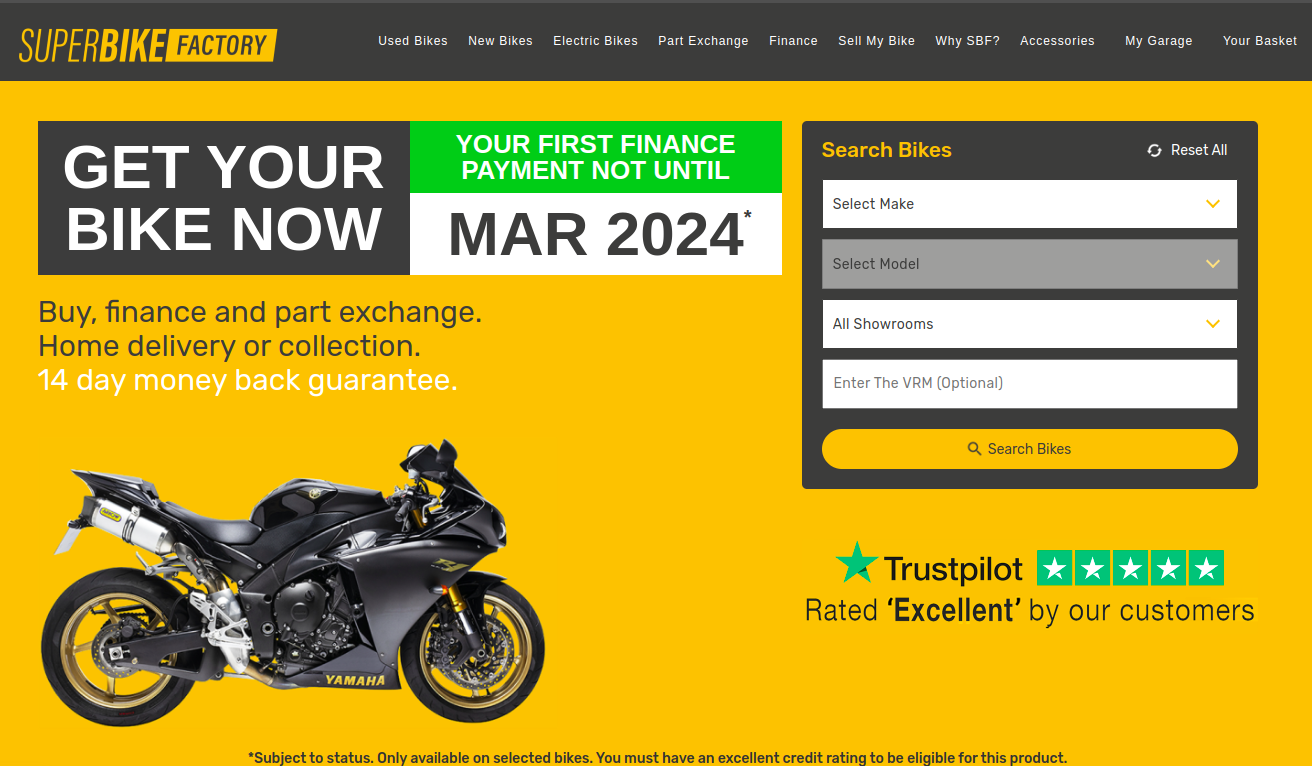 SUPERBIKE FACTORY
Used Bikes New Bikes Electric Bikes Part Exchange Finance Sell My Bike Why SBF? Accessories My Garage Your Basket
GET YOUR
BIKE NOW
YOUR FIRST FINANCE
PAYMENT NOT UNTIL
MAR 2024*
Buy, finance and part exchange.
Home delivery or collection.
14 day money back guarantee.
Search Bikes
Reset All
Select Make
Select Model
All Showrooms
Enter The VRM (Optional)
Search Bikes
Trustpilot
Rated ‘Excellent’ by our customers
YAMAHA
*Subject to status. Only available on selected bikes. You must have an excellent credit rating to be eligible for this product.